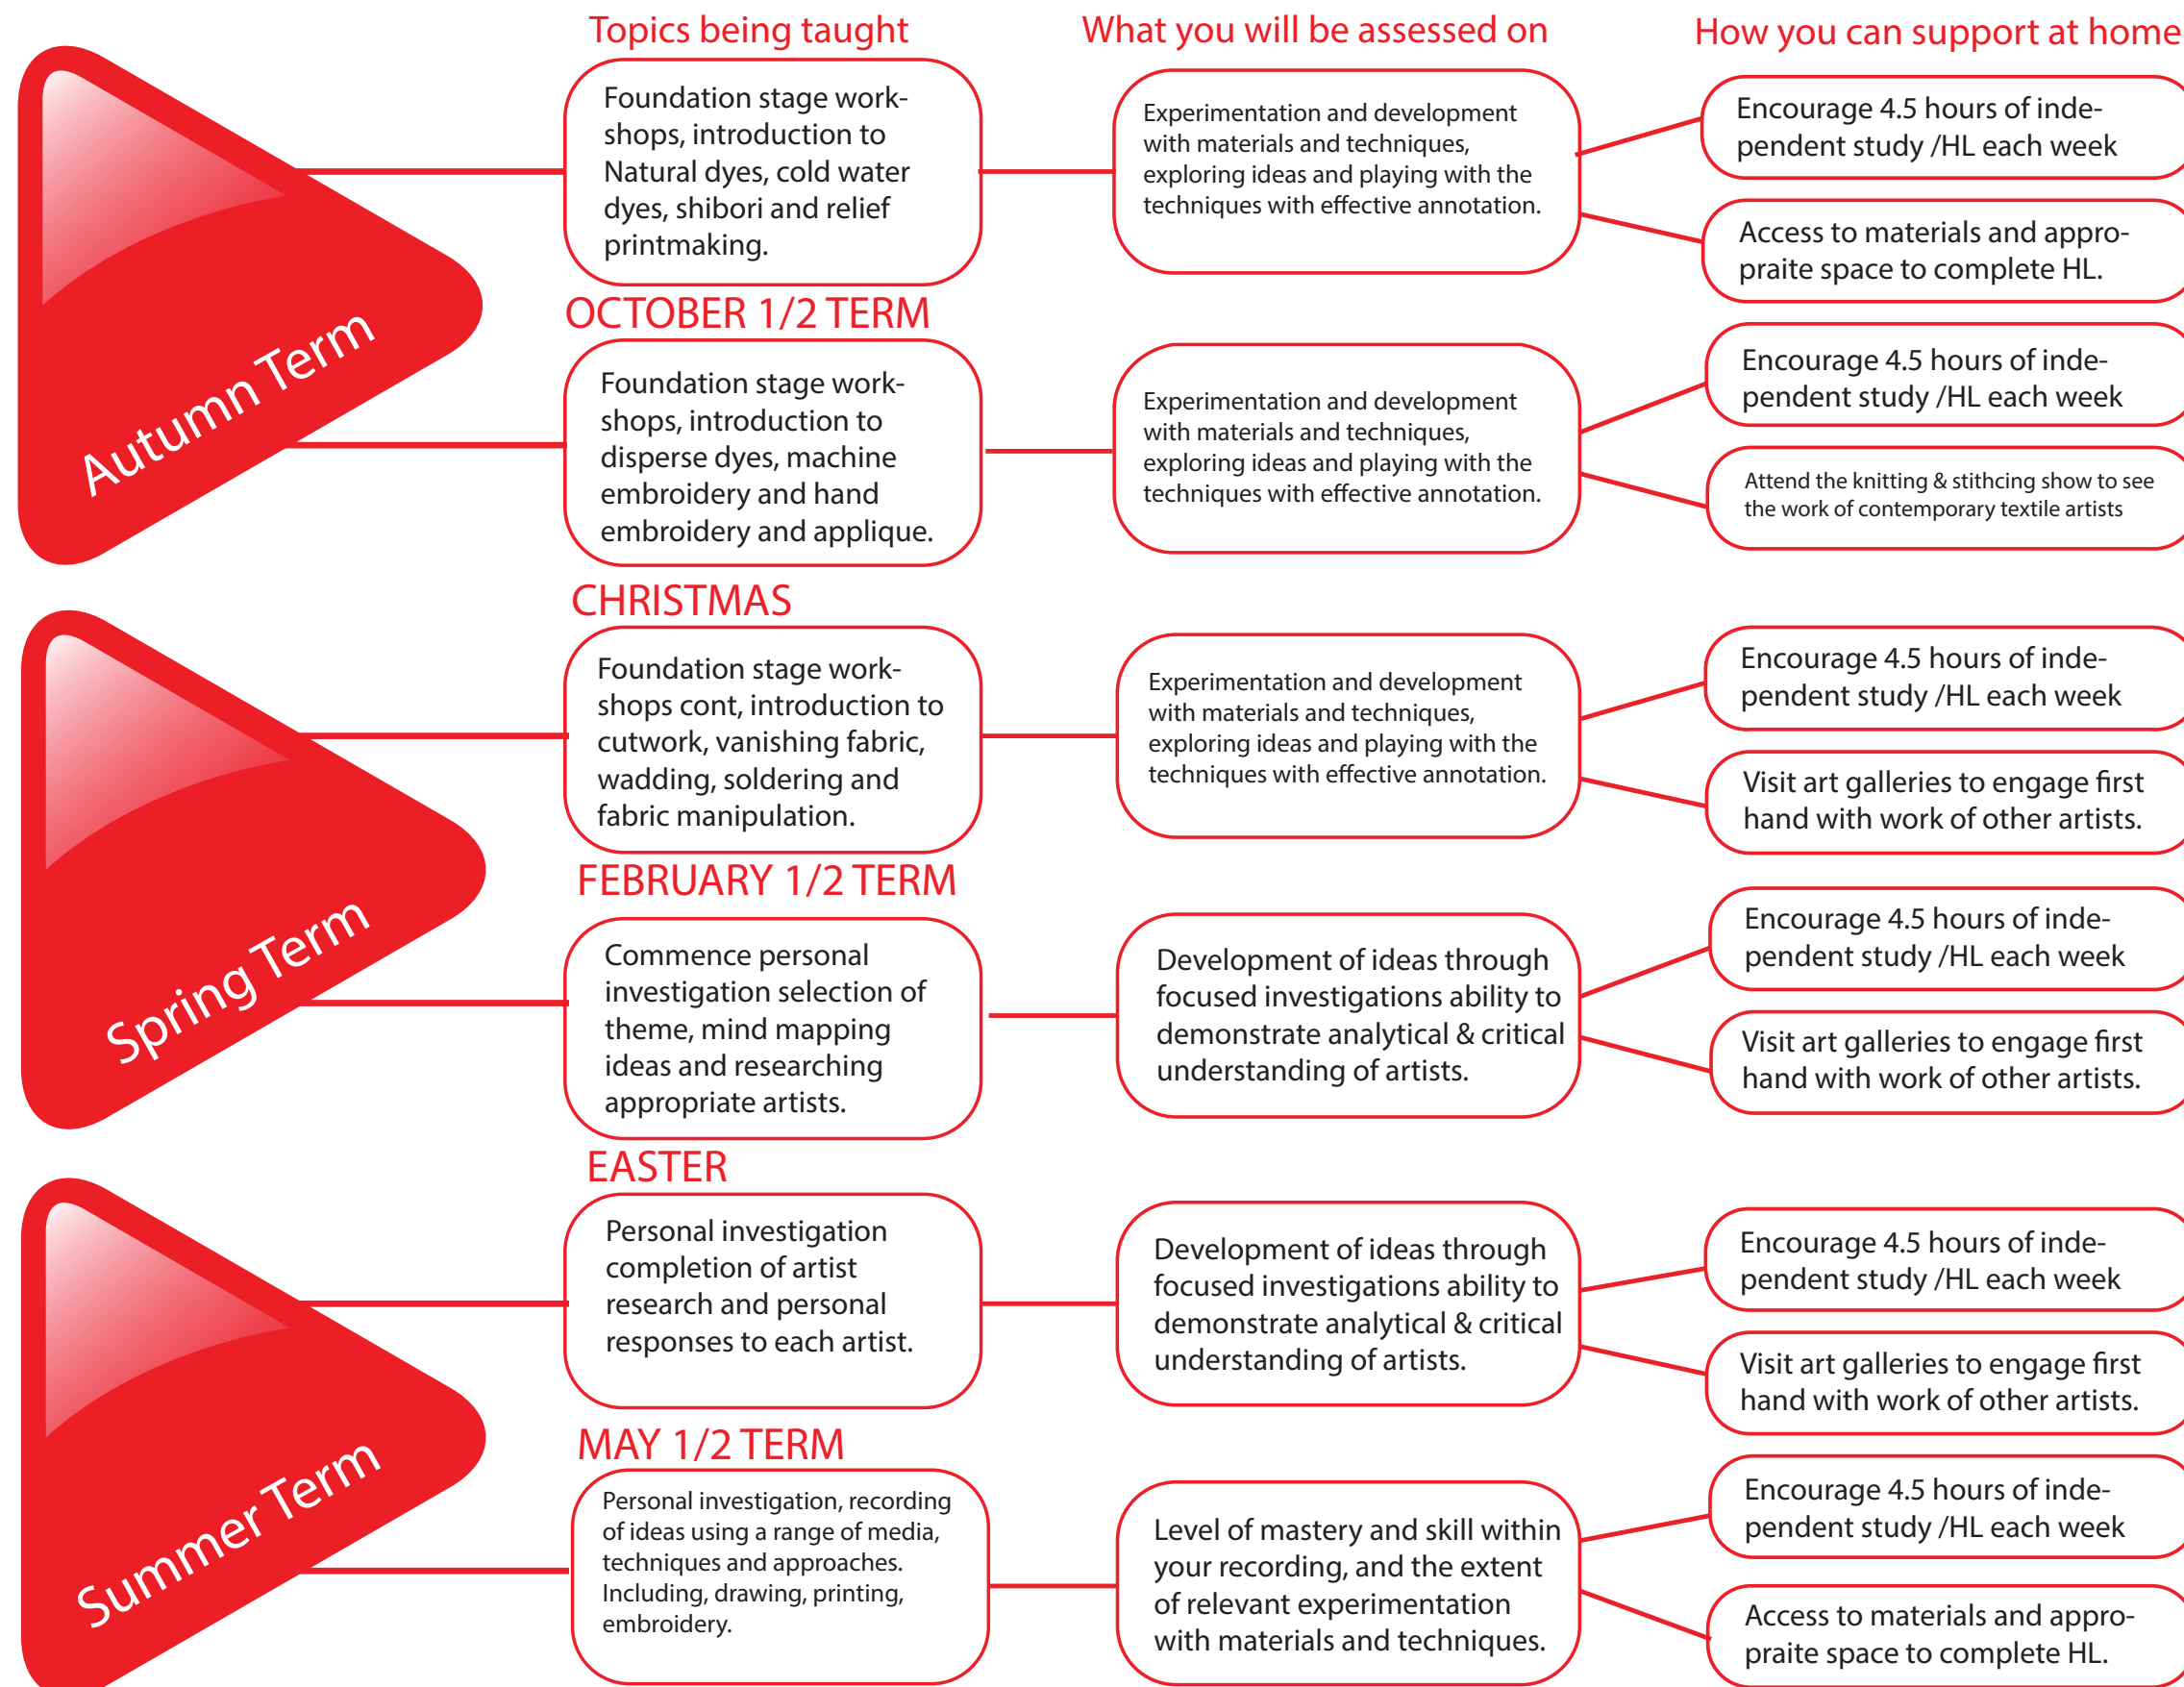 Topics being taught
What you will be assessed on
How you can support at home
Autumn Term
Foundation stage work-
shops, introduction to
Natural dyes, cold water
dyes, shibori and relief
printmaking.
Experimentation and development
with materials and techniques,
exploring ideas and playing with the
techniques with effective annotation.
Encourage 4.5 hours of inde-
pendent study /HL each week
Access to materials and appro-
praite space to complete HL.
OCTOBER 1/2 TERM
Foundation stage work-
shops, introduction to
disperse dyes, machine
embroidery and hand
embroidery and applique.
Experimentation and development
with materials and techniques,
exploring ideas and playing with the
techniques with effective annotation.
Encourage 4.5 hours of inde-
pendent study /HL each week
Attend the knitting & stithcing show to see
the work of contemporary textile artists
CHRISTMAS
Spring Term
Foundation stage work-
shops cont, introduction to
cutwork, vanishing fabric,
wadding, soldering and
fabric manipulation.
Experimentation and development
with materials and techniques,
exploring ideas and playing with the
techniques with effective annotation.
Encourage 4.5 hours of inde-
pendent study /HL each week
Visit art galleries to engage first
hand with work of other artists.
FEBRUARY 1/2 TERM
Commence personal
investigation selection of
theme, mind mapping
ideas and researching
appropriate artists.
Development of ideas through
focused investigations ability to
demonstrate analytical & critical
understanding of artists.
Encourage 4.5 hours of inde-
pendent study /HL each week
Visit art galleries to engage first
hand with work of other artists.
EASTER
Summer Term
Personal investigation
completion of artist
research and personal
responses to each artist.
Development of ideas through
focused investigations ability to
demonstrate analytical & critical
understanding of artists.
Encourage 4.5 hours of inde-
pendent study /HL each week
Visit art galleries to engage first
hand with work of other artists.
MAY 1/2 TERM
Personal investigation, recording
of ideas using a range of media,
techniques and approaches.
Including, drawing, printing,
embroidery.
Level of mastery and skill within
your recording, and the extent
of relevant experimentation
with materials and techniques.
Encourage 4.5 hours of inde-
pendent study /HL each week
Access to materials and appro-
praite space to complete HL.